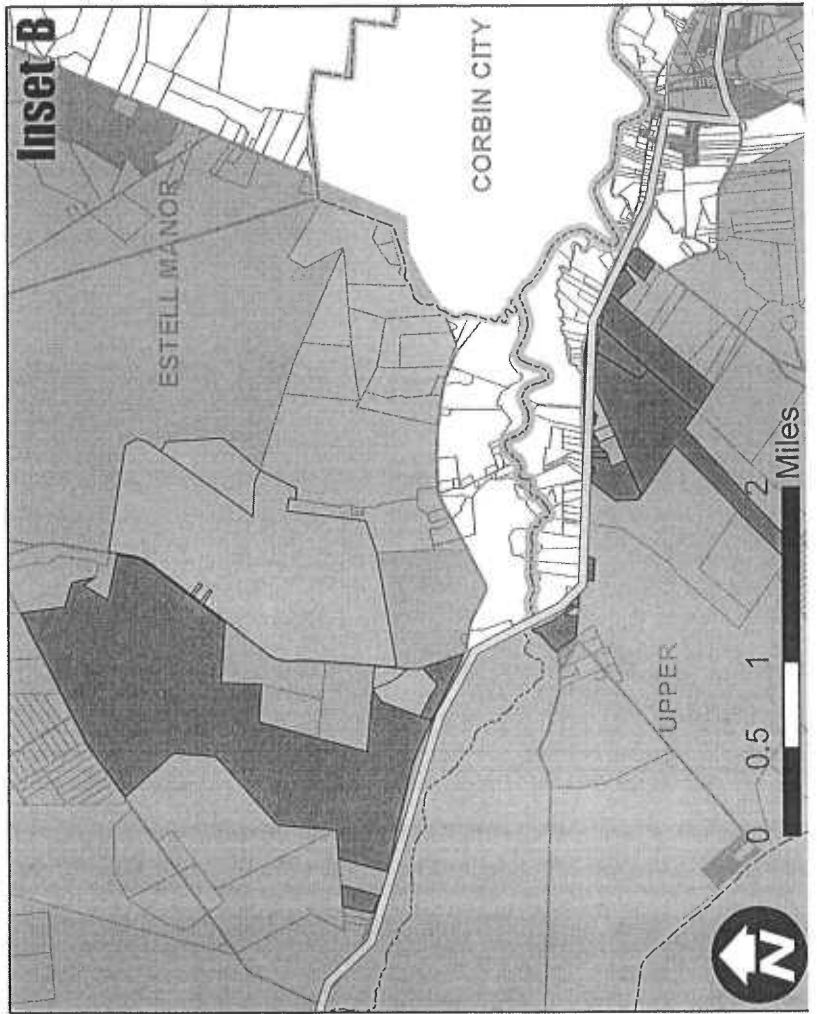 Inset B
ESTELL MANOR
CORBIN CITY
UPPER
0 0.5 1 2
Miles
N